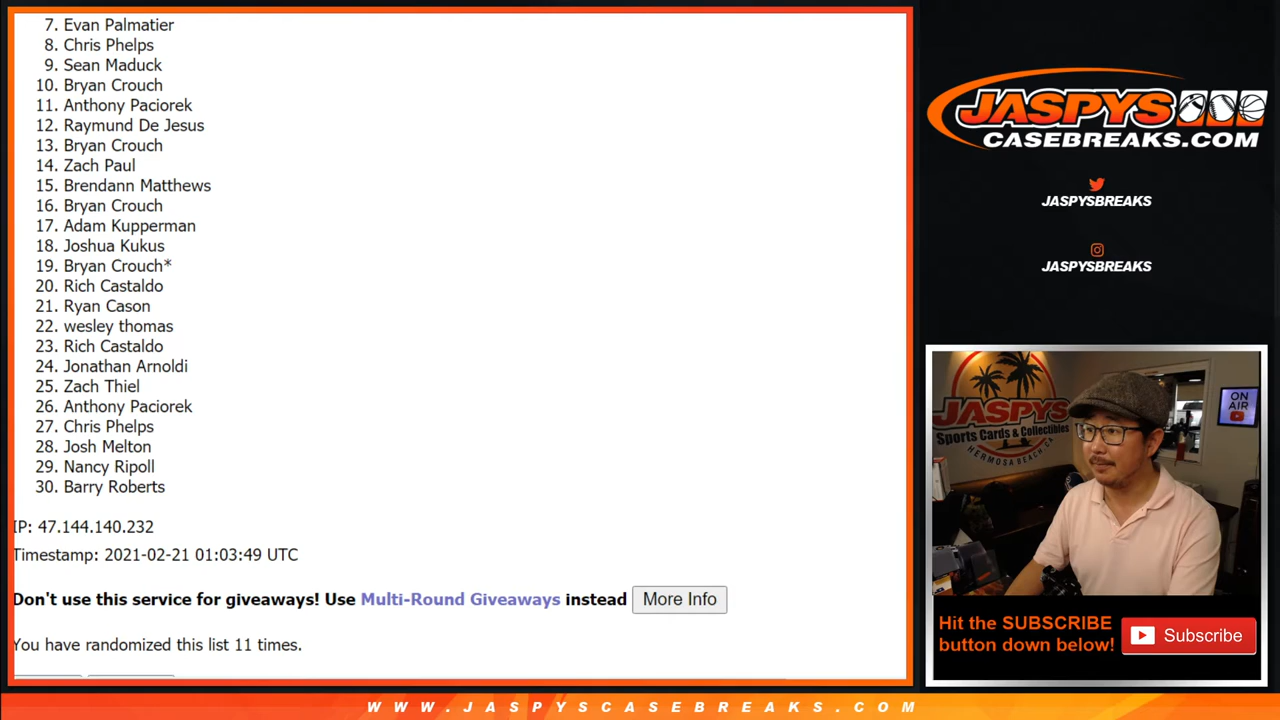 7. Evan Palmatier
8. Chris Phelps
9. Sean Maduck
10. Bryan Crouch
11. Anthony Paciorek
12. Raymund De Jesus
13. Bryan Crouch
14. Zach Paul
15. Brendann Matthews
16. Bryan Crouch
17. Adam Kupperman
18. Joshua Kukus
19. Bryan Crouch*
20. Rich Castaldo
21. Ryan Cason
22. wesley thomas
23. Rich Castaldo
24. Jonathan Arnoldi
25. Zach Thiel
26. Anthony Paciorek
27. Chris Phelps
28. Josh Melton
29. Nancy Ripoll
30. Barry Roberts
IP: 47.144.140.232
Timestamp: 2021-02-21 01:03:49 UTC
Don't use this service for giveaways! Use Multi-Round Giveaways instead More Info
You have randomized this list 11 times.
JASPYS
CASEBREAKS.COM
JASPYSBREAKS
JASPYSBREAKS
JASPYS
Sports Cards & Collectibles
HERMOSA BEACH CA
ON
AIR
Hit the SUBSCRIBE
button down below!
Subscribe
WWW.JASPYSCASEBREAKS.COM